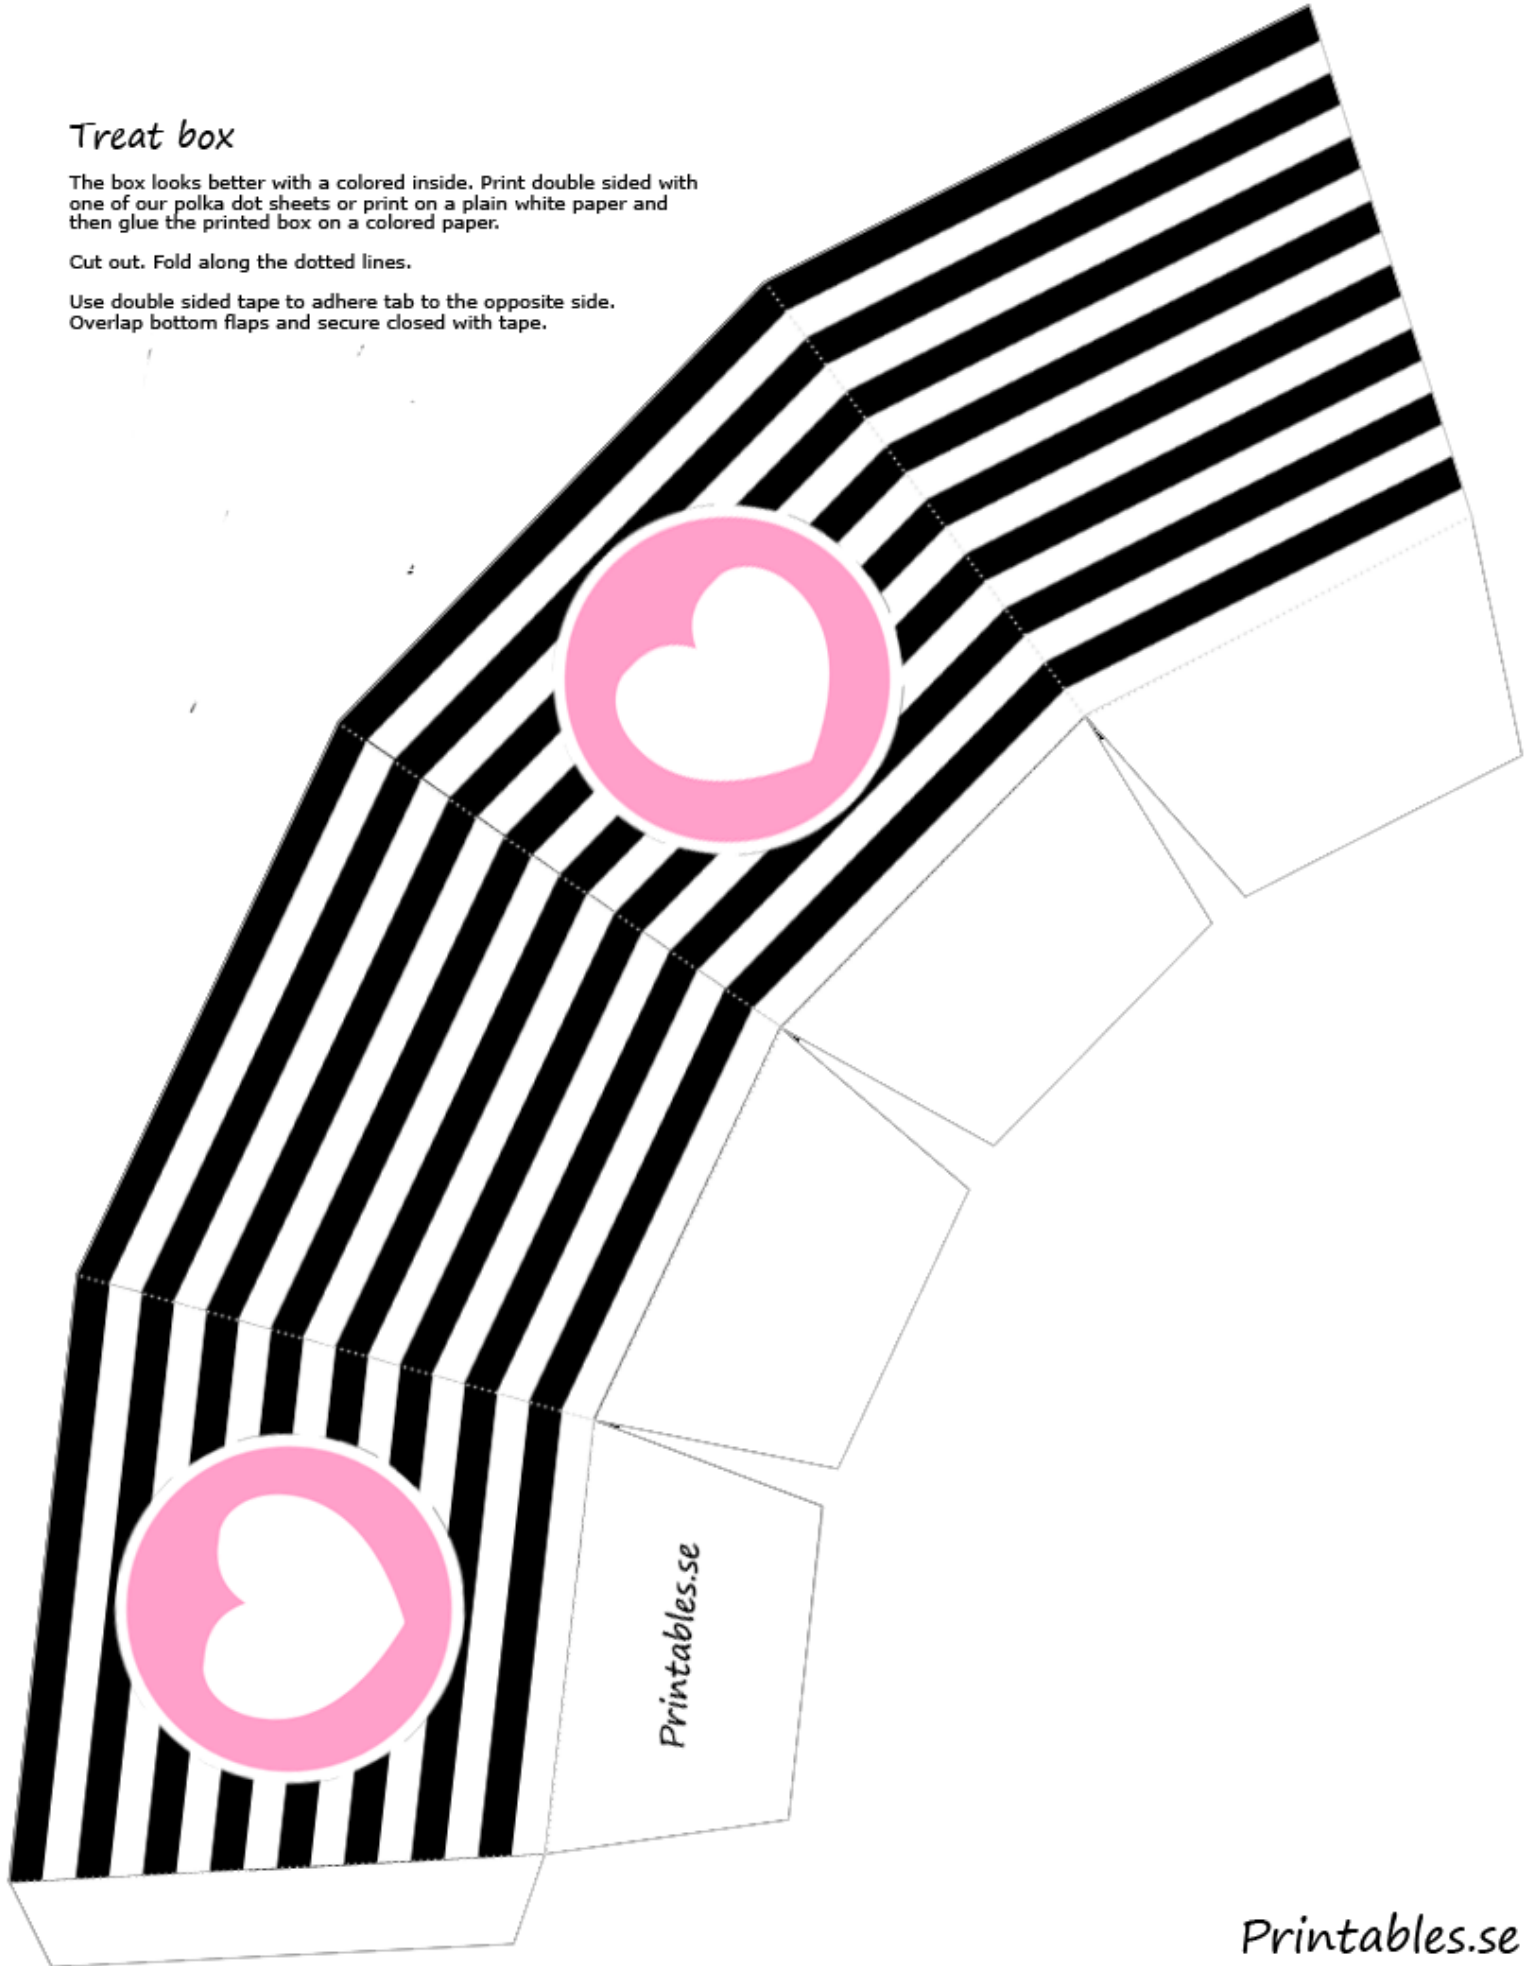 Treat box
The box looks better with a colored inside. Print double sided with
one of our polka dot sheets or print on a plain white paper and
then glue the printed box on a colored paper.
Cut out. Fold along the dotted lines.
Use double sided tape to adhere tab to the opposite side.
Overlap bottom flaps and secure closed with tape.
Printables.se
Printables.se